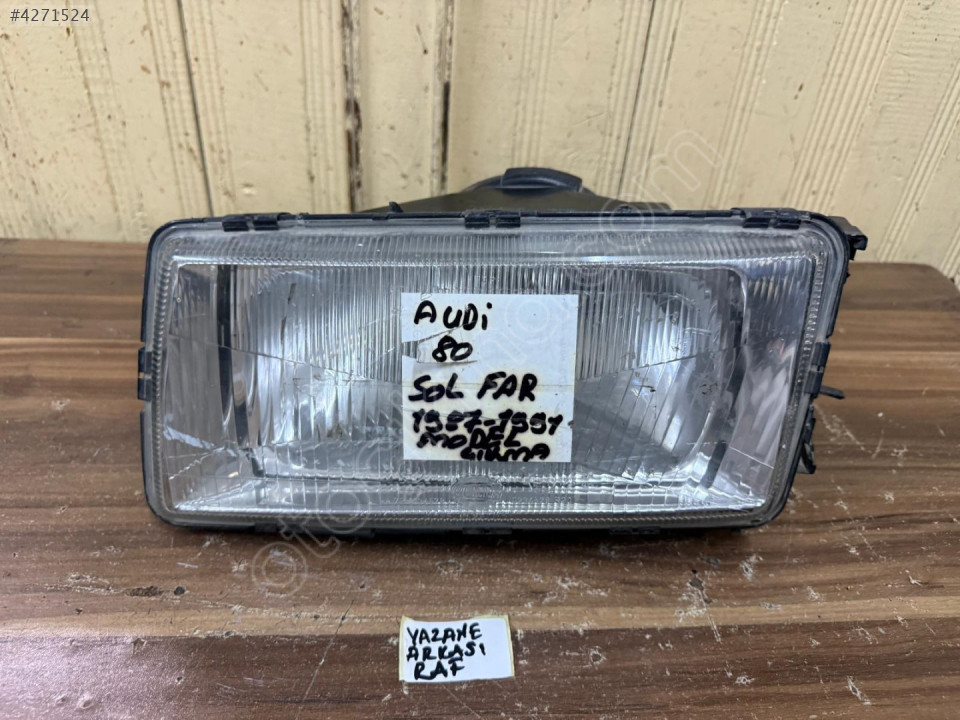 #4271524
AUDi
80
SOL FAR
1987-1991
MODEL
ÇIKMA
YAZANE
ARKASI
RAF